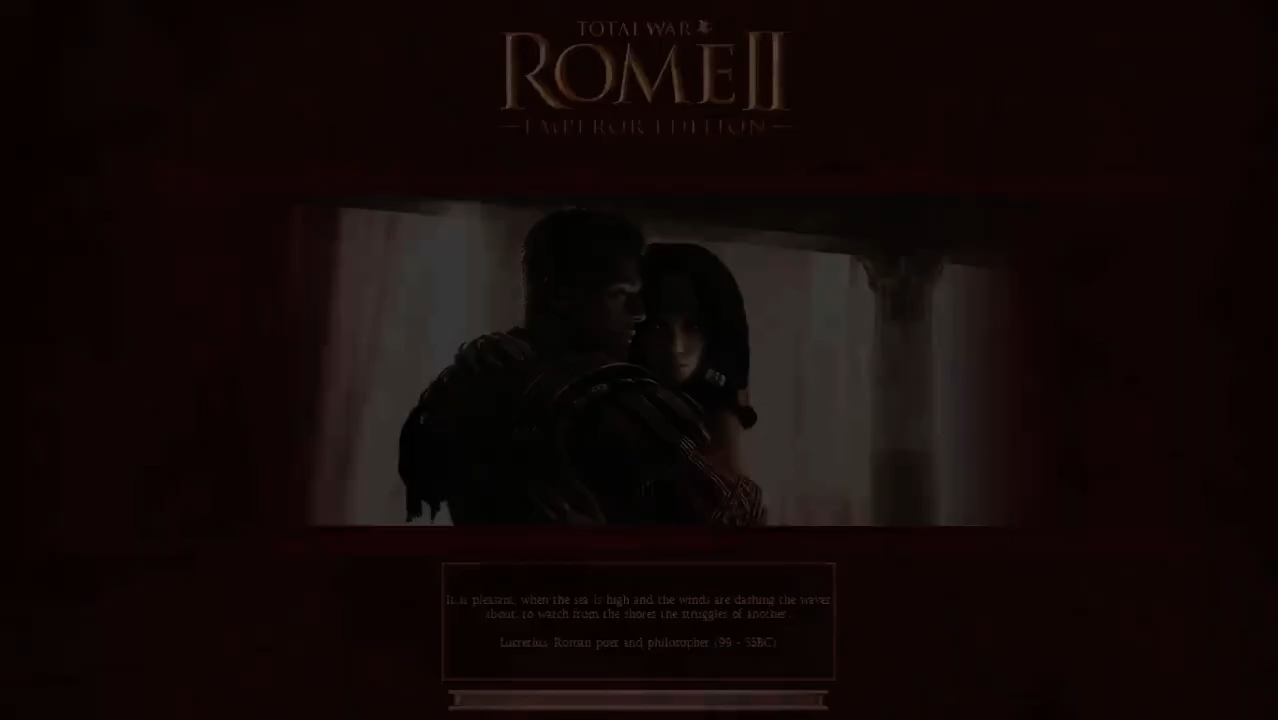 TOTAL WAR
ROME II
EMPEROR EDITION
It is pleasant, when the sea is high and the winds are dashing the waves
about, to watch from the shores the struggles of another.
Lucretius, Roman poet and philosopher (99 - 55BC)